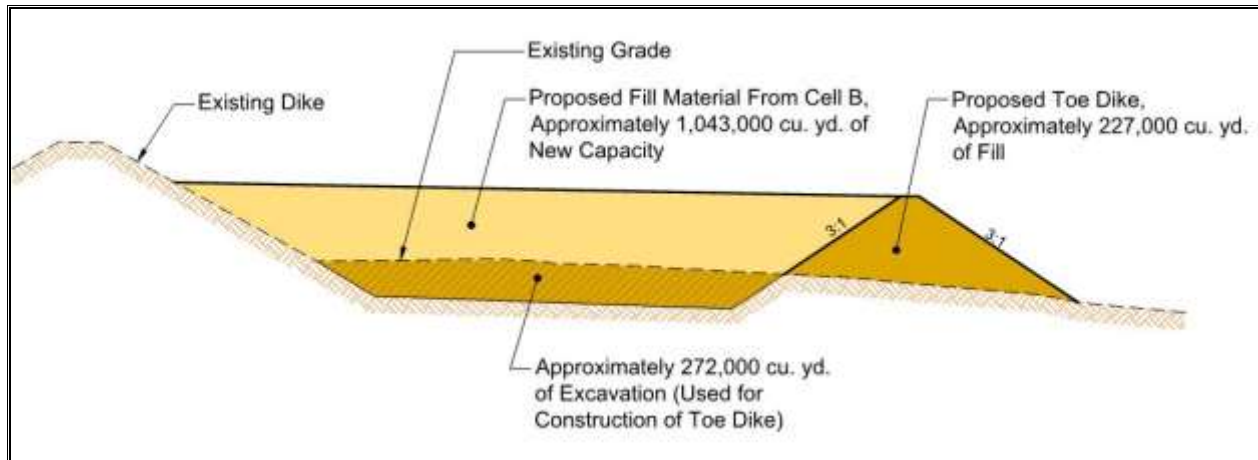 Existing Grade
Existing Dike
Proposed Fill Material From Cell B,
Approximately 1,043,000 cu. yd. of
New Capacity
Proposed Toe Dike,
Approximately 227,000 cu. yd.
of Fill
3:1
3:1
Approximately 272,000 cu. yd.
of Excavation (Used for
Construction of Toe Dike)